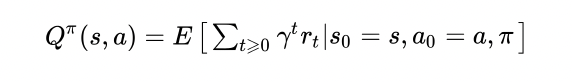 Q^π(s, a) = E[∑_{t⩾0} γ^t r_t | s_0 = s, a_0 = a, π]